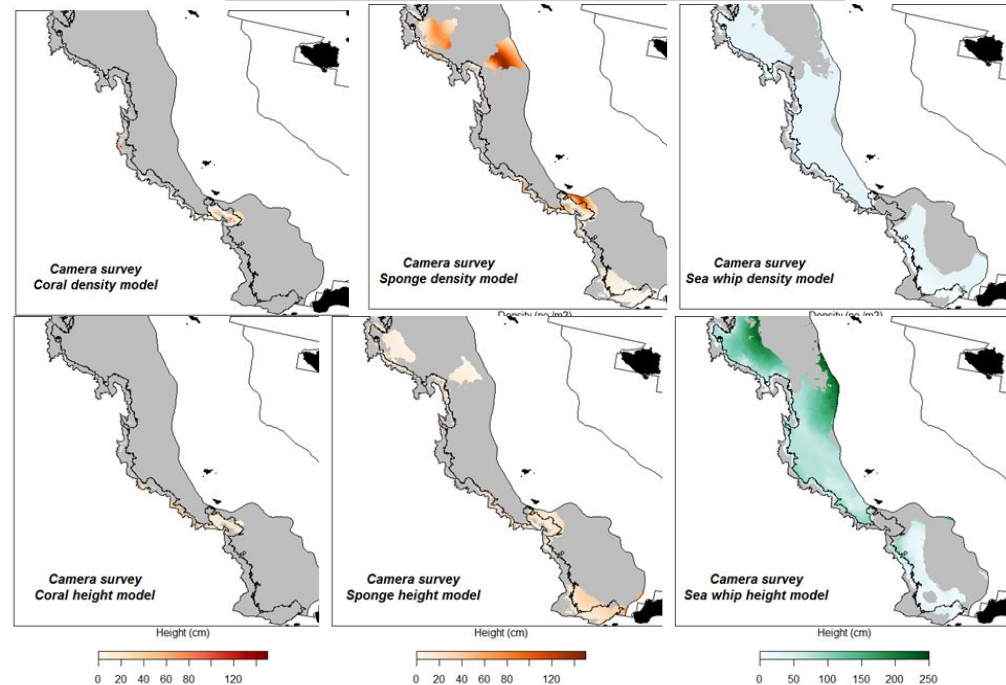 Camera survey
Coral density model
Camera survey
Sponge density model
Camera survey
Sea whip density model
Density (no./m2)
Density (no./m2)
Camera survey
Coral height model
Camera survey
Sponge height model
Camera survey
Sea whip height model
Height (cm)
Height (cm)
Height (cm)
0 20 40 60 80 120
0 20 40 60 80 120
0 50 100 150 200 250